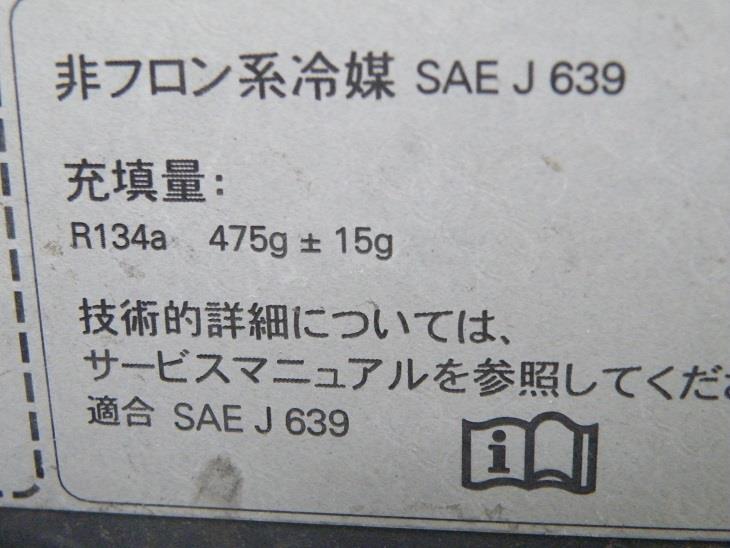 非フロン系冷媒 SAE J 639
充填量:
R134a 475g ± 15g
技術的詳細については、
サービスマニュアルを参照してくださ
適合 SAE J 639
i